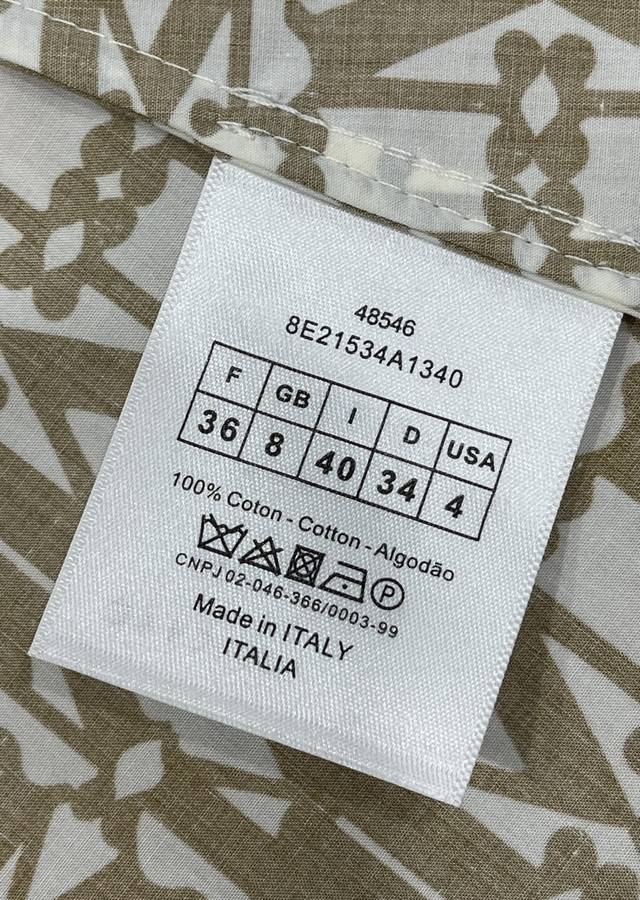 48546
8E21534A1340
F GB I D USA
36 8 40 34 4
100% Coton - Cotton - Algodão
P
CNPJ 02-046-366/0003-99
Made in ITALY
ITALIA